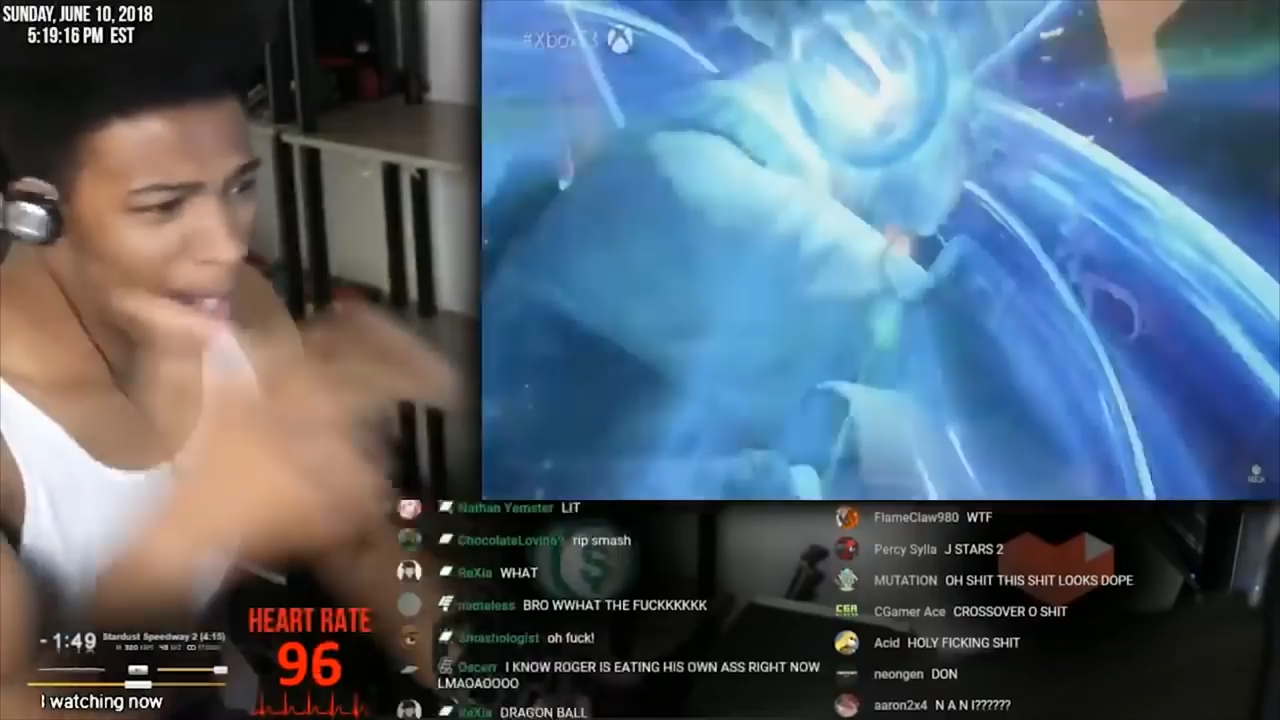 SUNDAY, JUNE 10, 2018
5:19:16 PM EST
#XboxE3
Nathan Yemster LIT
ChocolateLovin69 rip smash
ReXia WHAT
nameless BRO WWHAT THE FUCKKKKKK
Smashologist oh fuck!
Oscerr I KNOW ROGER IS EATING HIS OWN ASS RIGHT NOW
LMAOAOOOO
ReXia DRAGON BALL
FlameClaw980 WTF
Percy Sylla J STARS 2
MUTATION OH SHIT THIS SHIT LOOKS DOPE
CGA
CGamer Ace CROSSOVER O SHIT
Acid HOLY FICKING SHIT
neongen DON
aaron2x4 N A N I??????
HEART RATE
96
- 1:49 Stardust Speedway 2 (4:15)
I watching now